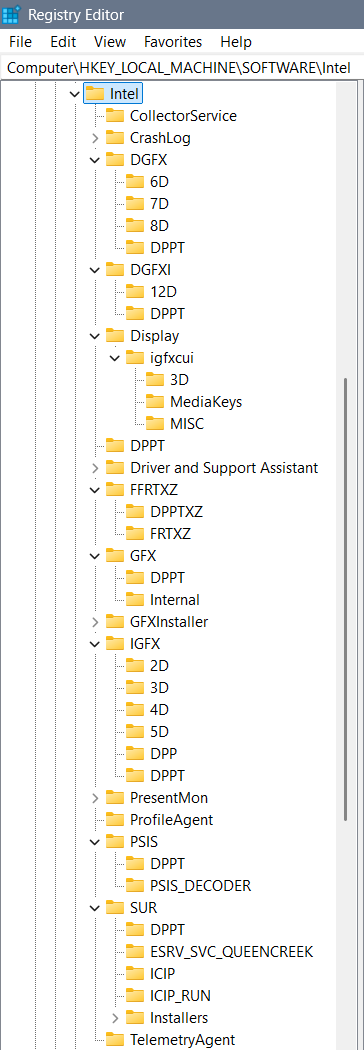 Registry Editor
File Edit View Favorites Help
Computer\HKEY_LOCAL_MACHINE\SOFTWARE\Intel
Intel
CollectorService
CrashLog
DGFX
6D
7D
8D
DPPT
DGFXI
12D
DPPT
Display
igfxcui
3D
MediaKeys
MISC
DPPT
Driver and Support Assistant
FFRTXZ
DPPTXZ
FRTXZ
GFX
DPPT
Internal
GFXInstaller
IGFX
2D
3D
4D
5D
DPP
DPPT
PresentMon
ProfileAgent
PSIS
DPPT
PSIS_DECODER
SUR
DPPT
ESRV_SVC_QUEENCREEK
ICIP
ICIP_RUN
Installers
TelemetryAgent